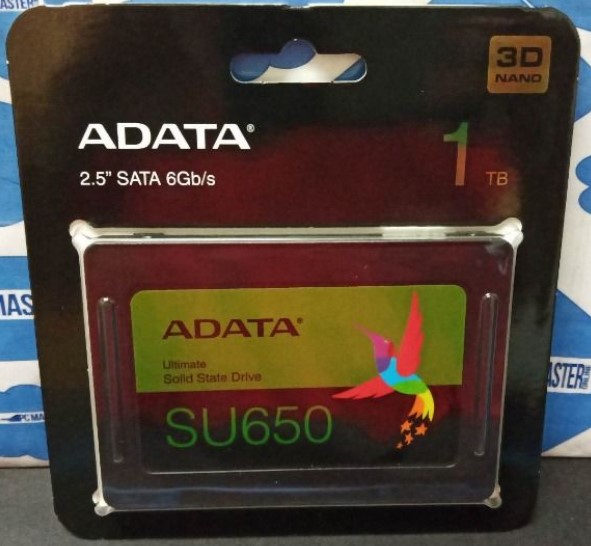 3D
NAND
ADATA®
2.5" SATA 6Gb/s
1 TB
ADATA®
Ultimate
Solid State Drive
SU650